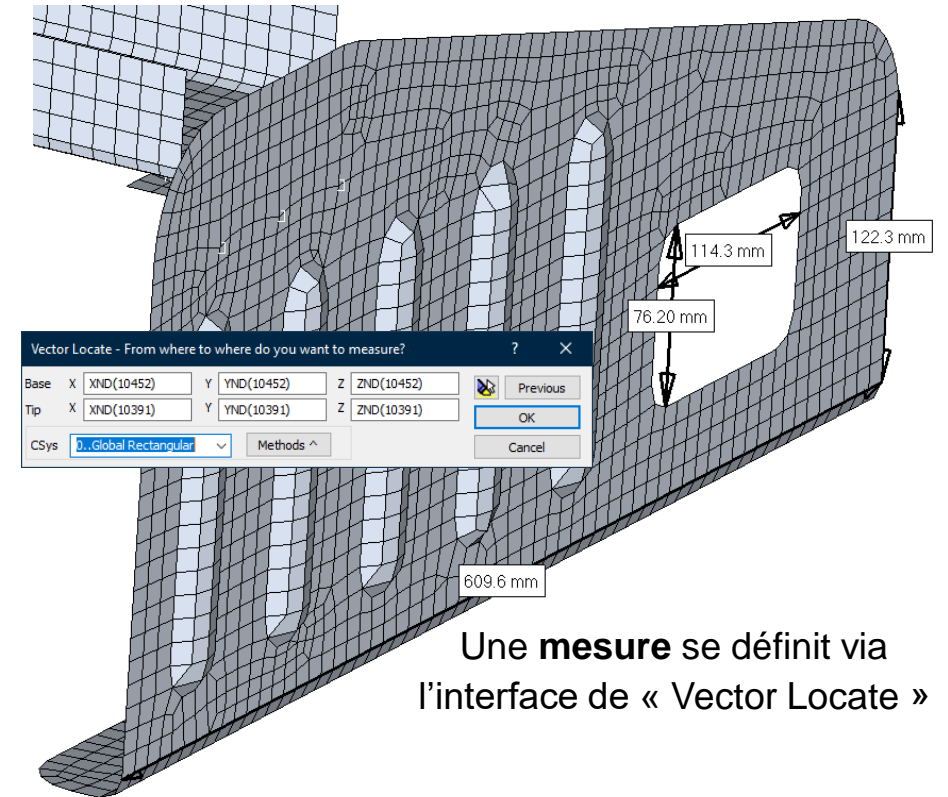 122.3 mm
114.3 mm
76.20 mm
Vector Locate - From where to where do you want to measure? ? X
Base X XND(10452) Y YND(10452) Z ZND(10452) Previous
Tip X XND(10391) Y YND(10391) Z ZND(10391) OK
CSys 0..Global Rectangular Methods ^ Cancel
609.6 mm
Une mesure se définit via
l’interface de « Vector Locate »